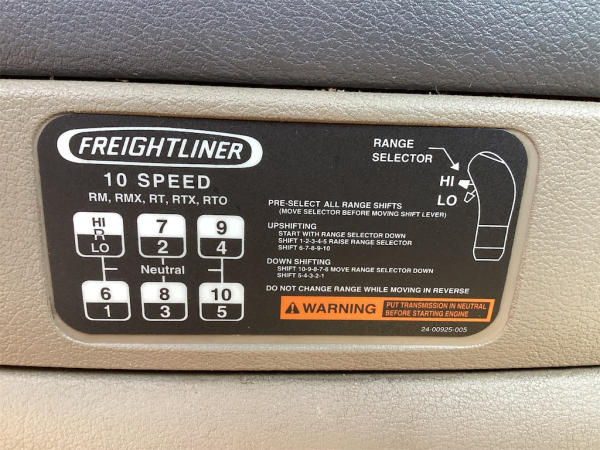 FREIGHTLINER
10 SPEED
RM, RMX, RT, RTX, RTO
HI
R
LO
7
2
9
4
Neutral
6
1
8
3
10
5
RANGE
SELECTOR
HI
LO
PRE-SELECT ALL RANGE SHIFTS
(MOVE SELECTOR BEFORE MOVING SHIFT LEVER)
UPSHIFTING
START WITH RANGE SELECTOR DOWN
SHIFT 1-2-3-4-5 RAISE RANGE SELECTOR
SHIFT 6-7-8-9-10
DOWN SHIFTING
SHIFT 10-9-8-7-6 MOVE RANGE SELECTOR DOWN
SHIFT 5-4-3-2-1
DO NOT CHANGE RANGE WHILE MOVING IN REVERSE
WARNING
PUT TRANSMISSION IN NEUTRAL
BEFORE STARTING ENGINE
24-00925-005